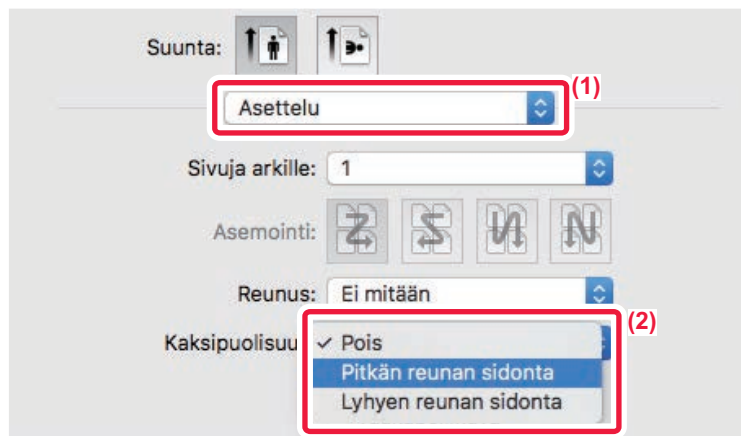 Suunta:
(1)
Asettelu
Sivuja arkille: 1
Asemointi:
Reunus: Ei mitään
(2)
Kaksipuolisuu ✓ Pois
Pitkän reunan sidonta
Lyhyen reunan sidonta